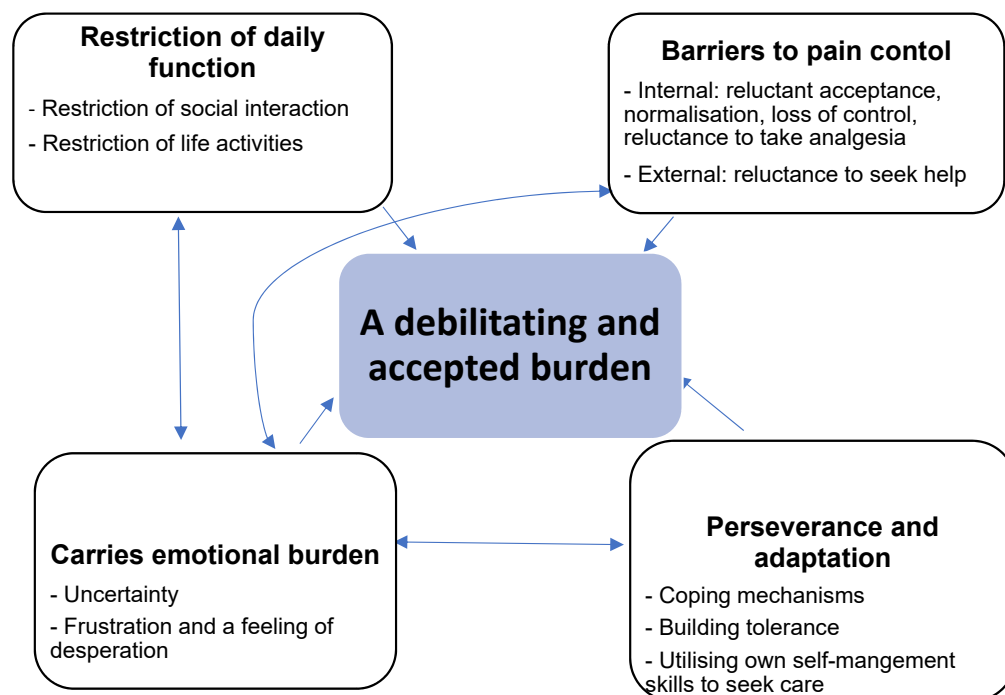 Restriction of daily
function
- Restriction of social interaction
- Restriction of life activities
Barriers to pain contol
- Internal: reluctant acceptance,
normalisation, loss of control,
reluctance to take analgesia
- External: reluctance to seek help
A debilitating and
accepted burden
Carries emotional burden
- Uncertainty
- Frustration and a feeling of
desperation
Perseverance and
adaptation
- Coping mechanisms
- Building tolerance
- Utilising own self-mangement
skills to seek care